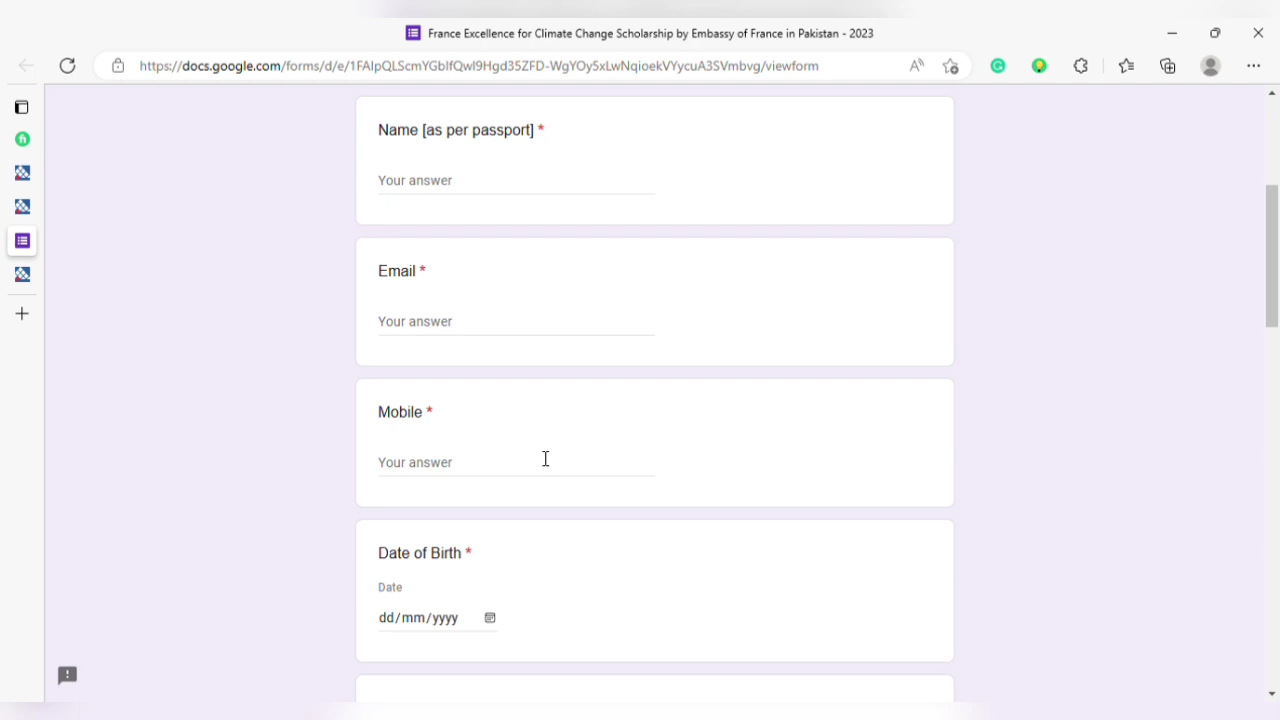 France Excellence for Climate Change Scholarship by Embassy of France in Pakistan - 2023
https://docs.google.com/forms/d/e/1FAIpQLScmYGbIfQwI9Hgd35ZFD-WgYOy5xLwNqioekVYycuA3SVmbvg/viewform
Name [as per passport] *
Your answer
Email *
Your answer
Mobile *
Your answer
Date of Birth *
Date
dd/mm/yyyy